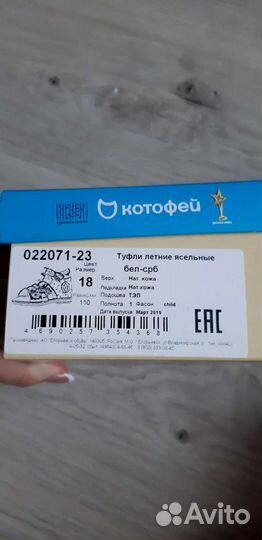 котофей
022071-23
Туфли летние ясельные
Цвет бел-срб
Размер 18
Верх: Нат. кожа
Подкладка Нат.кожа
Подошва ТЭП
110
Полнота: 1 Фасон: child
Дата выпуска: Март 2019
4 690257 354368
EAC
Avito